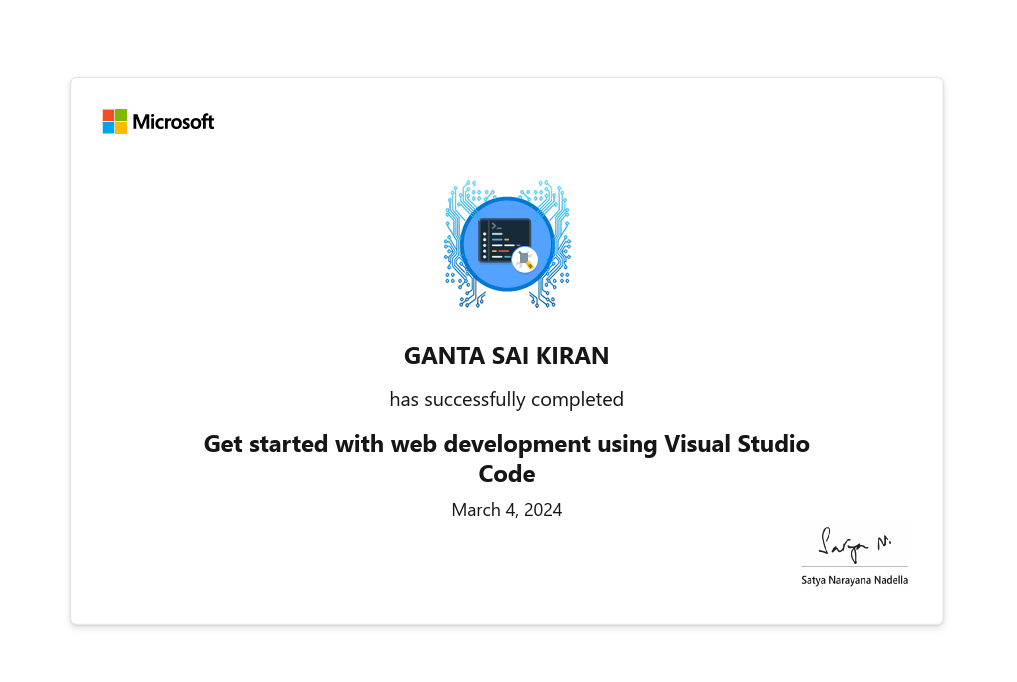 Microsoft
GANTA SAI KIRAN
has successfully completed
Get started with web development using Visual Studio
Code
March 4, 2024
Satya N.
Satya Narayana Nadella